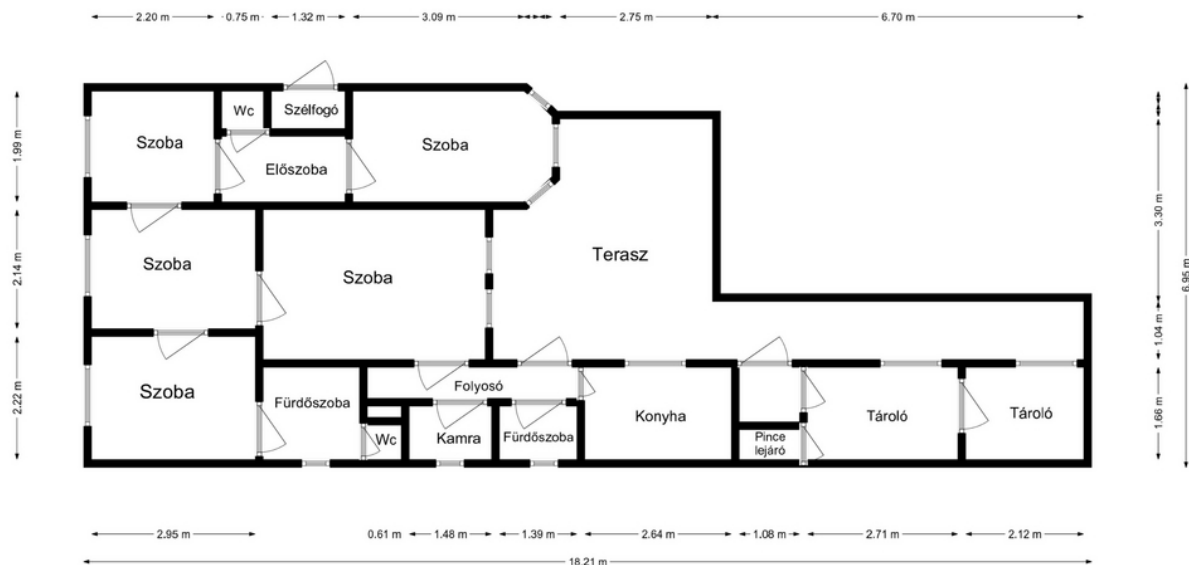 2.20 m
0.75 m
1.32 m
3.09 m
2.75 m
6.70 m
Wc
Szélfogó
Szoba
Szoba
Előszoba
1.99 m
3.30 m
Terasz
Szoba
Szoba
2.14 m
6.95 m
1.04 m
Szoba
Folyosó
Fürdőszoba
2.22 m
Konyha
Tároló
Tároló
1.66 m
Wc
Kamra
Fürdőszoba
Pince
lejáró
2.95 m
0.61 m
1.48 m
1.39 m
2.64 m
1.08 m
2.71 m
2.12 m
18.21 m